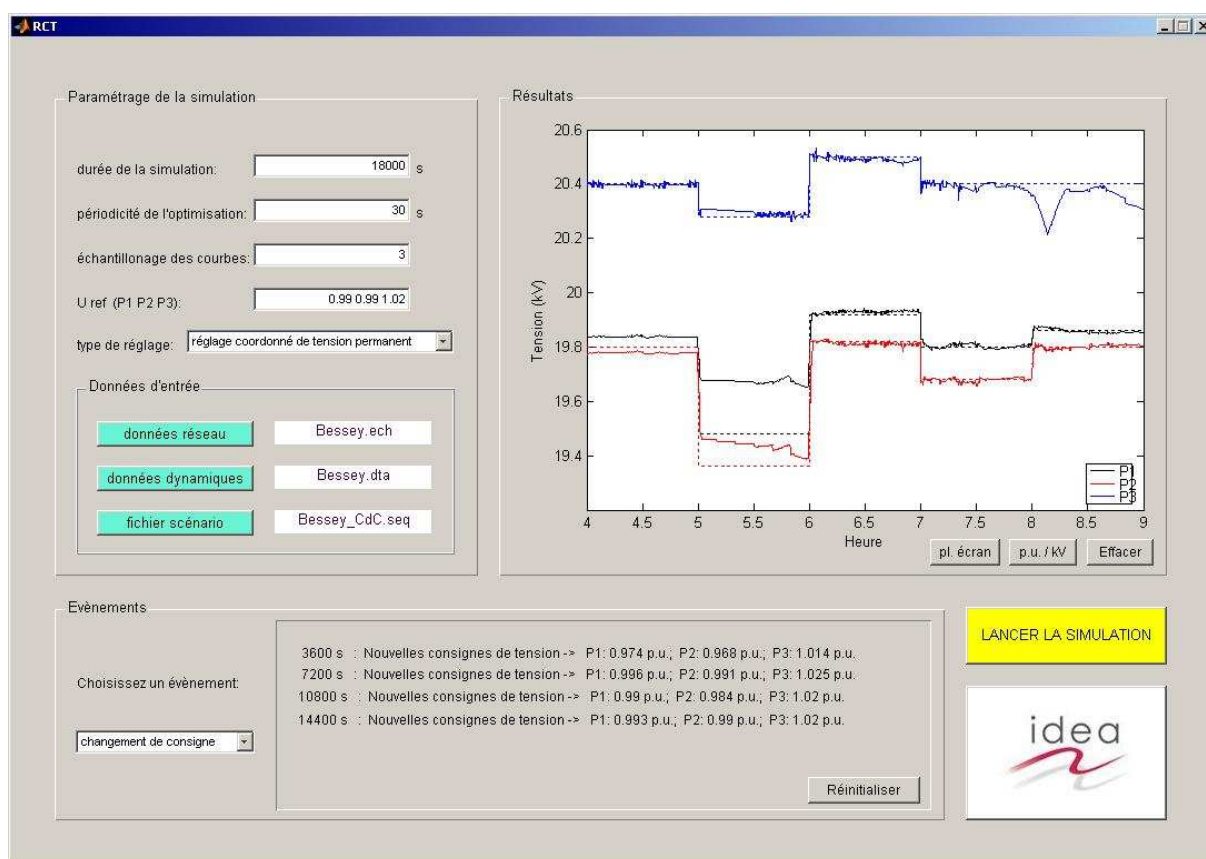 RCT
Paramétrage de la simulation
durée de la simulation: 18000 s
périodicité de l'optimisation: 30 s
échantillonage des courbes: 3
U ref (P1 P2 P3): 0.99 0.99 1.02
type de réglage: réglage coordonné de tension permanent
Données d'entrée
données réseau Bessey.ech
données dynamiques Bessey.dta
fichier scénario Bessey_CdC.seq
Résultats
20.6
20.4
20.2
20
19.8
19.6
19.4
Tension (kV)
P1
P2
P3
4 4.5 5 5.5 6 6.5 7 7.5 8 8.5 9
Heure
pl. écran p.u. / kV Effacer
Evènements
Choisissez un évènement:
changement de consigne
3600 s : Nouvelles consignes de tension -> P1: 0.974 p.u.; P2: 0.968 p.u.; P3: 1.014 p.u.
7200 s : Nouvelles consignes de tension -> P1: 0.996 p.u.; P2: 0.991 p.u.; P3: 1.025 p.u.
10800 s : Nouvelles consignes de tension -> P1: 0.99 p.u.; P2: 0.984 p.u.; P3: 1.02 p.u.
14400 s : Nouvelles consignes de tension -> P1: 0.993 p.u.; P2: 0.99 p.u.; P3: 1.02 p.u.
Réinitialiser
LANCER LA SIMULATION
idea